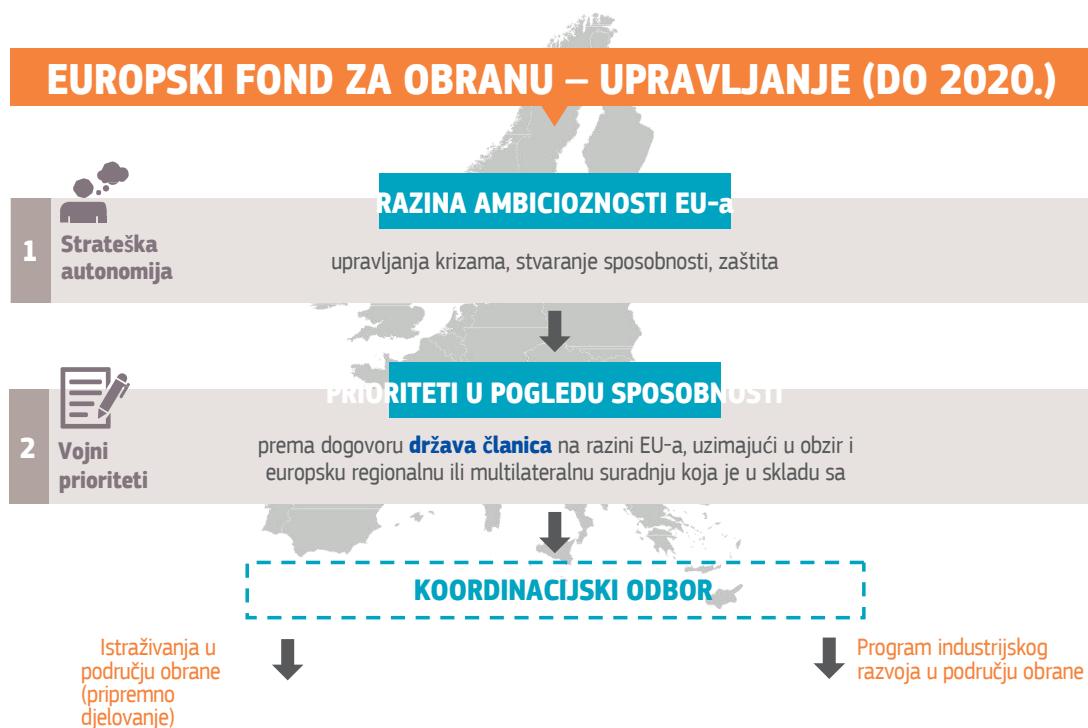 EUROPSKI FOND ZA OBRANU – UPRAVLJANJE (DO 2020.)
RAZINA AMBICIOZNOSTI EU-a
1
Strateška
autonomija
upravljanja krizama, stvaranje sposobnosti, zaštita
PRIORITETI U POGLEDU SPOSOBNOSTI
2
Vojni
prioriteti
prema dogovoru država članica na razini EU-a, uzimajući u obzir i
europsku regionalnu ili multilateralnu suradnju koja je u skladu sa
KOORDINACIJSKI ODBOR
Istraživanja u
području obrane
(pripremno
djelovanje)
Program industrijskog
razvoja u području obrane